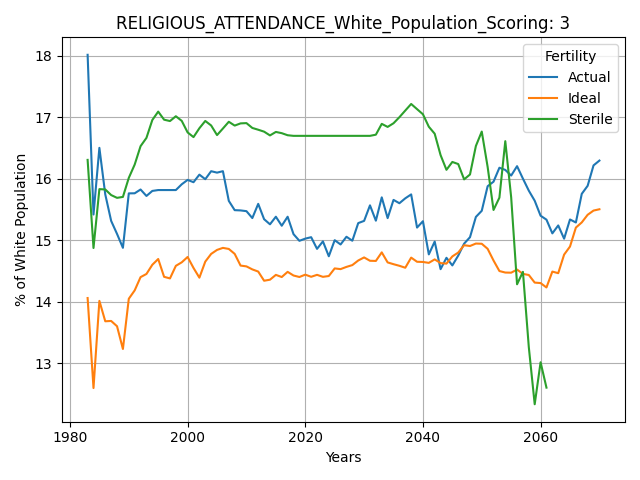 RELIGIOUS_ATTENDANCE_White_Population_Scoring: 3
Fertility
Actual
Ideal
Sterile
% of White Population
18
17
16
15
14
13
1980
2000
2020
2040
2060
Years